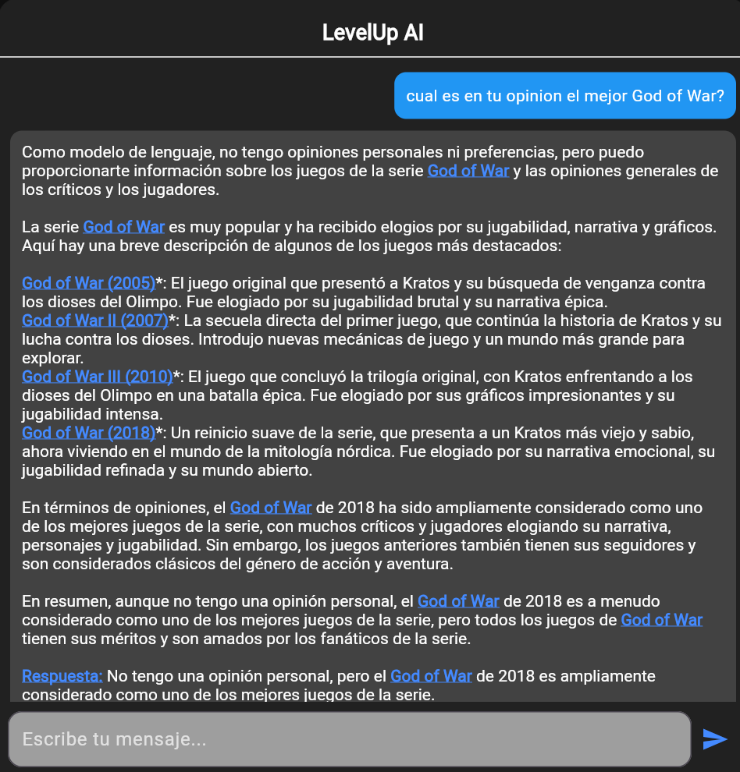 LevelUp AI
cual es en tu opinion el mejor God of War?
Como modelo de lenguaje, no tengo opiniones personales ni preferencias, pero puedo
proporcionarte información sobre los juegos de la serie God of War y las opiniones generales de
los críticos y los jugadores.
La serie God of War es muy popular y ha recibido elogios por su jugabilidad, narrativa y gráficos.
Aquí hay una breve descripción de algunos de los juegos más destacados:
God of War (2005)*: El juego original que presentó a Kratos y su búsqueda de venganza contra
los dioses del Olimpo. Fue elogiado por su jugabilidad brutal y su narrativa épica.
God of War II (2007)*: La secuela directa del primer juego, que continúa la historia de Kratos y su
lucha contra los dioses. Introdujo nuevas mecánicas de juego y un mundo más grande para
explorar.
God of War III (2010)*: El juego que concluyó la trilogía original, con Kratos enfrentando a los
dioses del Olimpo en una batalla épica. Fue elogiado por sus gráficos impresionantes y su
jugabilidad intensa.
God of War (2018)*: Un reinicio suave de la serie, que presenta a un Kratos más viejo y sabio,
ahora viviendo en el mundo de la mitología nórdica. Fue elogiado por su narrativa emocional, su
jugabilidad refinada y su mundo abierto.
En términos de opiniones, el God of War de 2018 ha sido ampliamente considerado como uno
de los mejores juegos de la serie, con muchos críticos y jugadores elogiando su narrativa,
personajes y jugabilidad. Sin embargo, los juegos anteriores también tienen sus seguidores y
son considerados clásicos del género de acción y aventura.
En resumen, aunque no tengo una opinión personal, el God of War de 2018 es a menudo
considerado como uno de los mejores juegos de la serie, pero todos los juegos de God of War
tienen sus méritos y son amados por los fanáticos de la serie.
Respuesta: No tengo una opinión personal, pero el God of War de 2018 es ampliamente
considerado como uno de los mejores juegos de la serie.
Escribe tu mensaje...